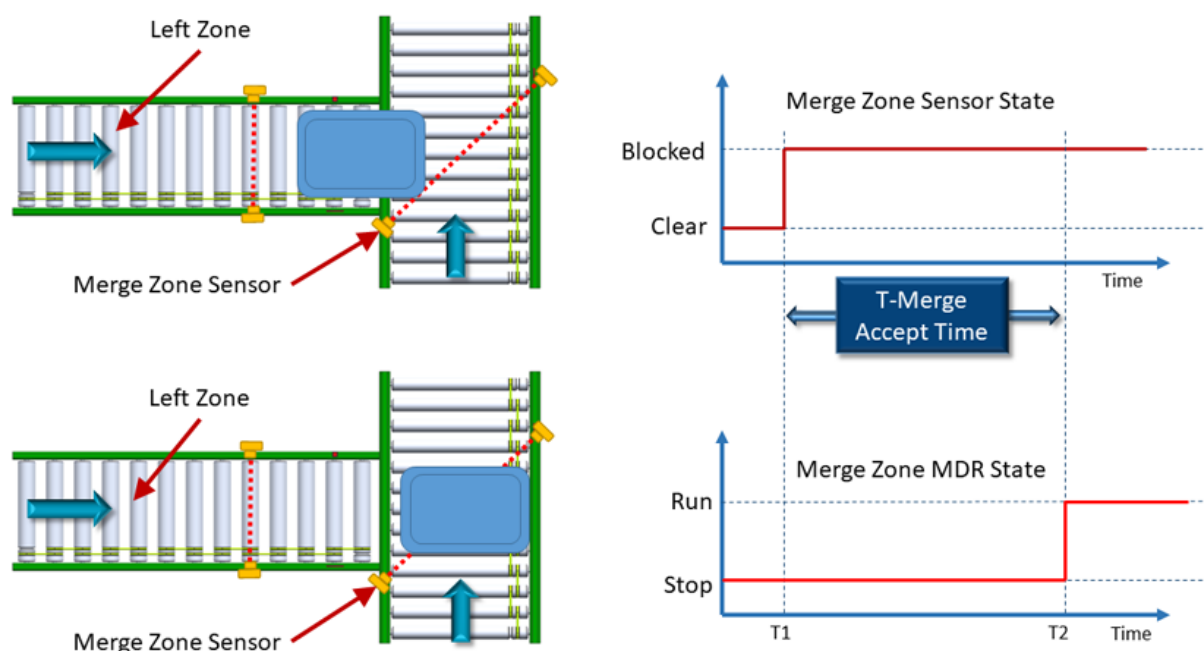 Left Zone
Merge Zone Sensor
Left Zone
Merge Zone Sensor
Merge Zone Sensor State
Blocked
Clear
Time
T-Merge
Accept Time
Merge Zone MDR State
Run
Stop
T1
T2
Time